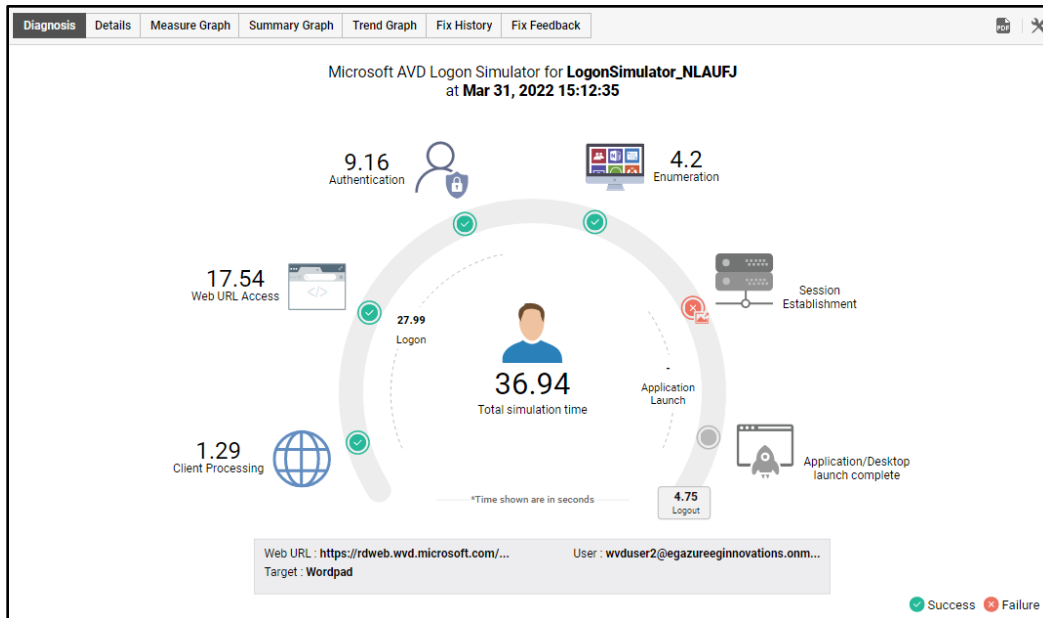 Diagnosis Details Measure Graph Summary Graph Trend Graph Fix History Fix Feedback
PDF
Microsoft AVD Logon Simulator for LogonSimulator_NLAUFJ
at Mar 31, 2022 15:12:35
9.16
Authentication
4.2
Enumeration
17.54
Web URL Access
</>
Session
Establishment
27.99
Logon
36.94
Total simulation time
-
Application
Launch
1.29
Client Processing
Application/Desktop
launch complete
*Time shown are in seconds
4.75
Logout
Web URL : https://rdweb.wvd.microsoft.com/... User : wvduser2@egazureeginnovations.onm...
Target : Wordpad
Success Failure